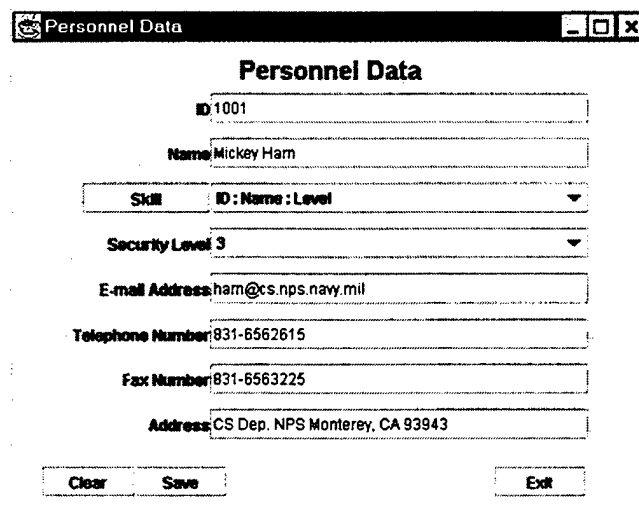 Personnel Data
Personnel Data
ID 1001
Name Mickey Harn
Skill ID : Name : Level
Security Level 3
E-mail Address harn@cs.nps.navy.mil
Telephone Number 831-6562615
Fax Number 831-6563225
Address CS Dep. NPS Monterey, CA 93943
Clear Save Exit